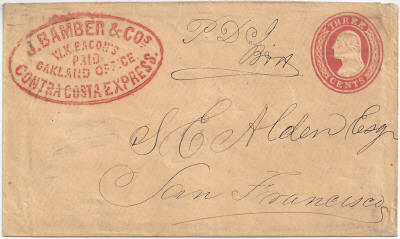 J. BAMBER & CO'S
W.K. BACON'S
PAID
OAKLAND OFFICE.
CONTRA COSTA EXPRESS.
P. D. J
THREE
CENTS
S. E. Alden Esq
San Francisco